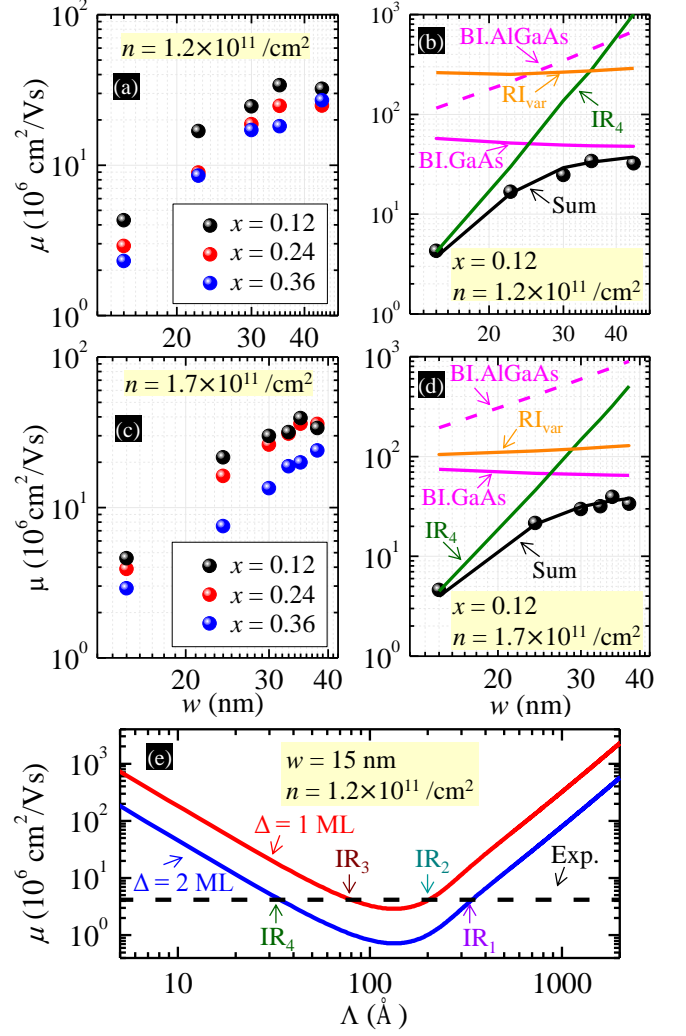 n = 1.2×10¹¹ /cm²
(a)
10²
10¹
10⁰
20
30
40
μ (10⁶ cm²/Vs)
x = 0.12
x = 0.24
x = 0.36
(b)
BI.AlGaAs
RI_var
IR₄
BI.GaAs
Sum
x = 0.12
n = 1.2×10¹¹ /cm²
10³
10²
10¹
10⁰
20
30
40
n = 1.7×10¹¹ /cm²
(c)
10²
10¹
10⁰
20
30
40
μ (10⁶cm²/Vs)
w (nm)
x = 0.12
x = 0.24
x = 0.36
(d)
BI.AlGaAs
RI_var
BI.GaAs
IR₄
Sum
x = 0.12
n = 1.7×10¹¹ /cm²
10³
10²
10¹
10⁰
20
30
40
w (nm)
(e)
w = 15 nm
n = 1.2×10¹¹ /cm²
10³
10²
10¹
10⁰
μ (10⁶ cm²/Vs)
Δ = 1 ML
Δ = 2 ML
IR₃
IR₂
Exp.
IR₄
IR₁
10
100
1000
Λ (Å)